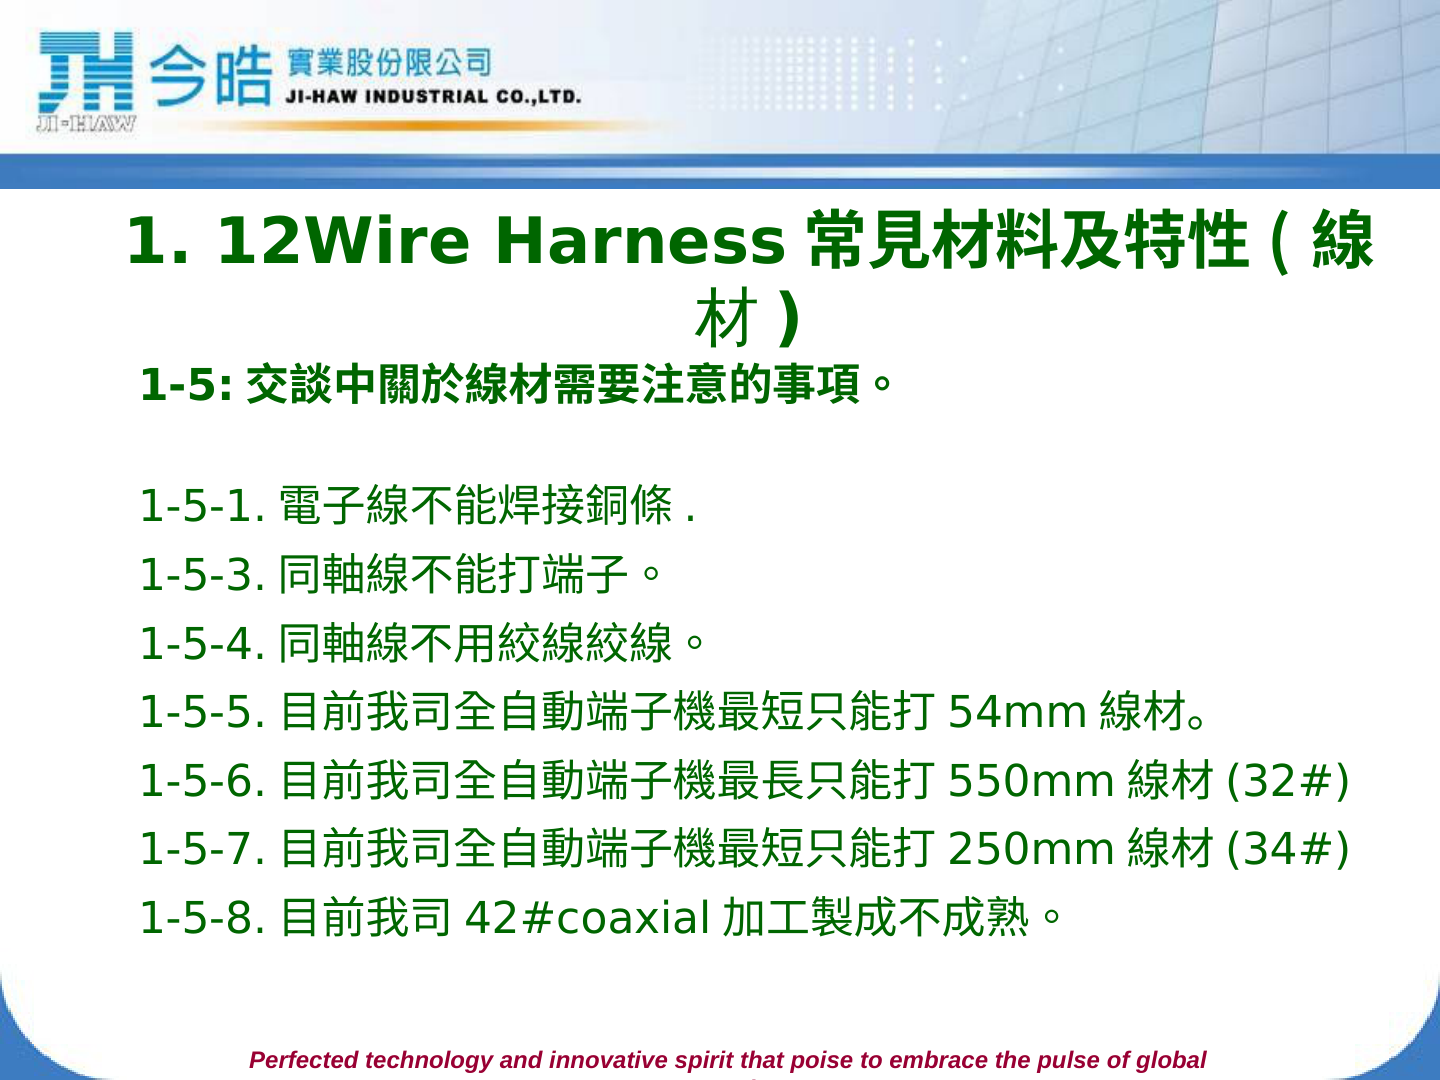 今皓 實業股份限公司
JI-HAW INDUSTRIAL CO.,LTD.
JI-HAW
1. 12Wire Harness 常見材料及特性 ( 線
材 )
1-5: 交談中關於線材需要注意的事項。
1-5-1. 電子線不能焊接銅條 .
1-5-3. 同軸線不能打端子。
1-5-4. 同軸線不用絞線絞線。
1-5-5. 目前我司全自動端子機最短只能打 54mm 線材。
1-5-6. 目前我司全自動端子機最長只能打 550mm 線材 (32#)
1-5-7. 目前我司全自動端子機最短只能打 250mm 線材 (34#)
1-5-8. 目前我司 42#coaxial 加工製成不成熟。
Perfected technology and innovative spirit that poise to embrace the pulse of global